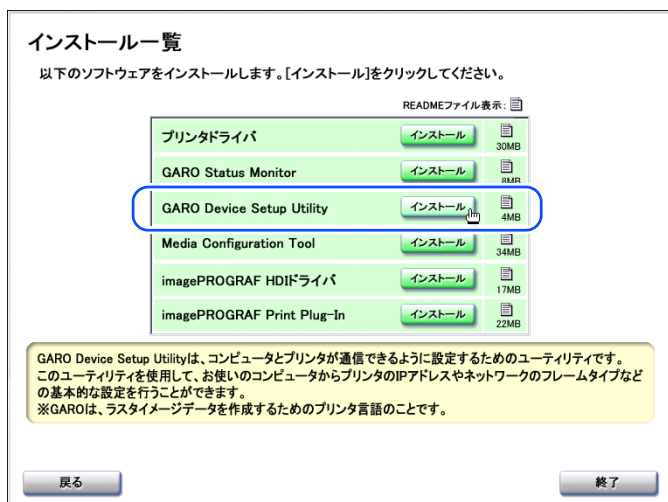 インストール一覧
以下のソフトウェアをインストールします。[インストール]をクリックしてください。
READMEファイル表示:
プリンタドライバ インストール 30MB
GARO Status Monitor インストール 8MB
GARO Device Setup Utility インストール 4MB
Media Configuration Tool インストール 34MB
imagePROGRAF HDIドライバ インストール 17MB
imagePROGRAF Print Plug-In インストール 22MB
GARO Device Setup Utilityは、コンピュータとプリンタが通信できるように設定するためのユーティリティです。
このユーティリティを使用して、お使いのコンピュータからプリンタのIPアドレスやネットワークのフレームタイプなど
の基本的な設定を行うことができます。
※GAROは、ラスタイメージデータを作成するためのプリンタ言語のことです。
戻る 終了